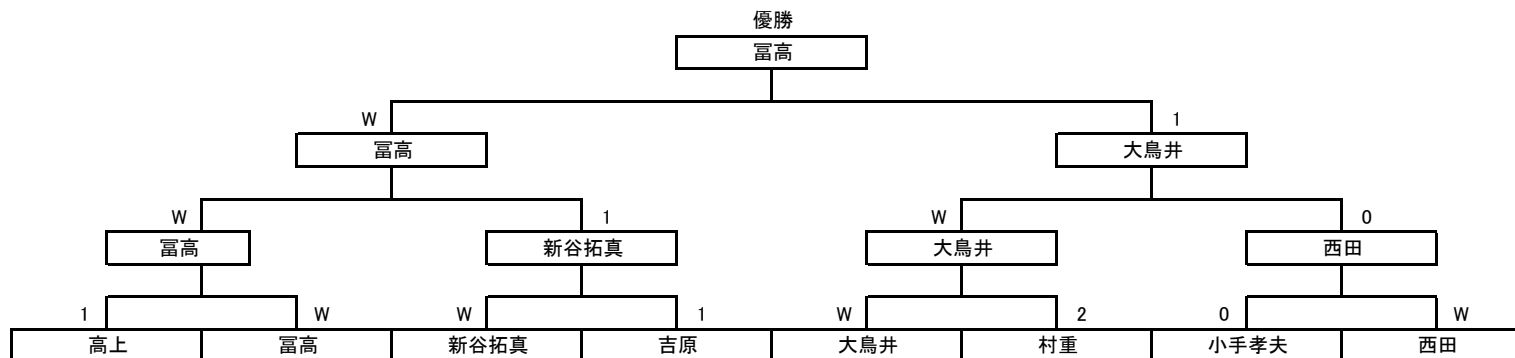 優勝
冨高
W 1
冨高 大鳥井
W 1 W 0
冨高 新谷拓真 大鳥井 西田
1 W W 1 W 2 0 W
高上 冨高 新谷拓真 吉原 大鳥井 村重 小手孝夫 西田